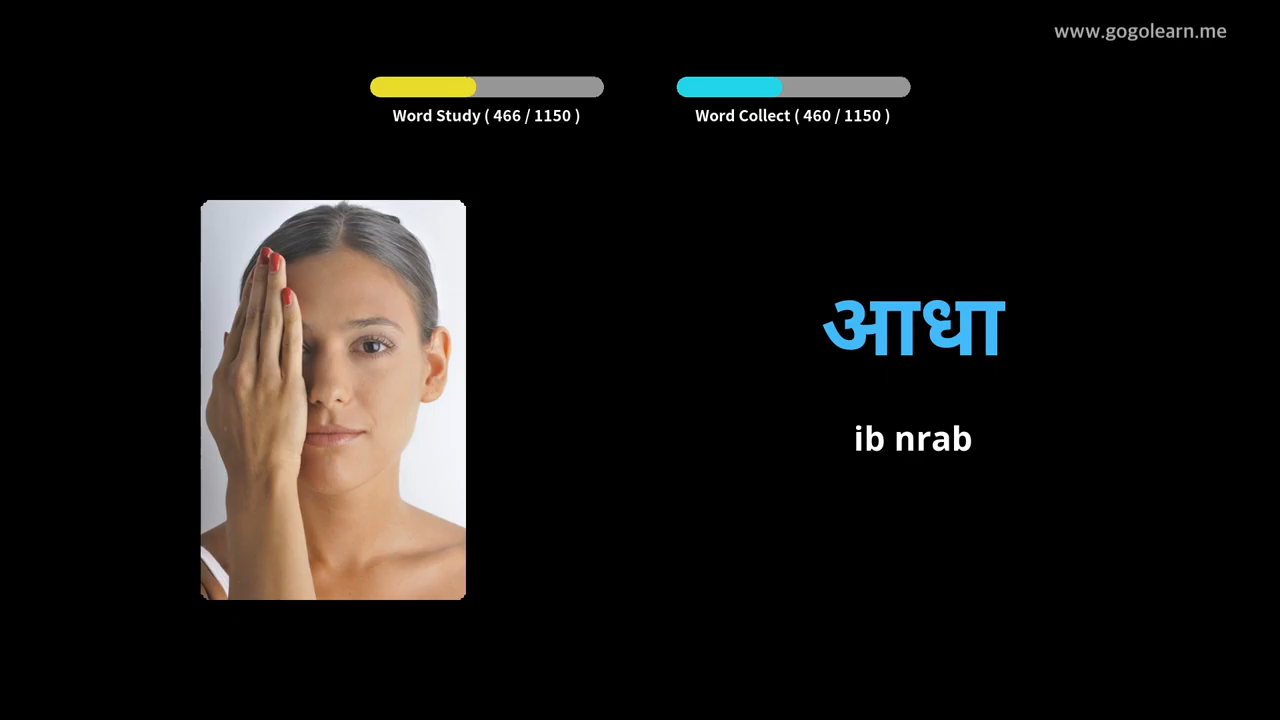 www.gogolearn.me
Word Study ( 466 / 1150 )
Word Collect ( 460 / 1150 )
आधा
ib nrab